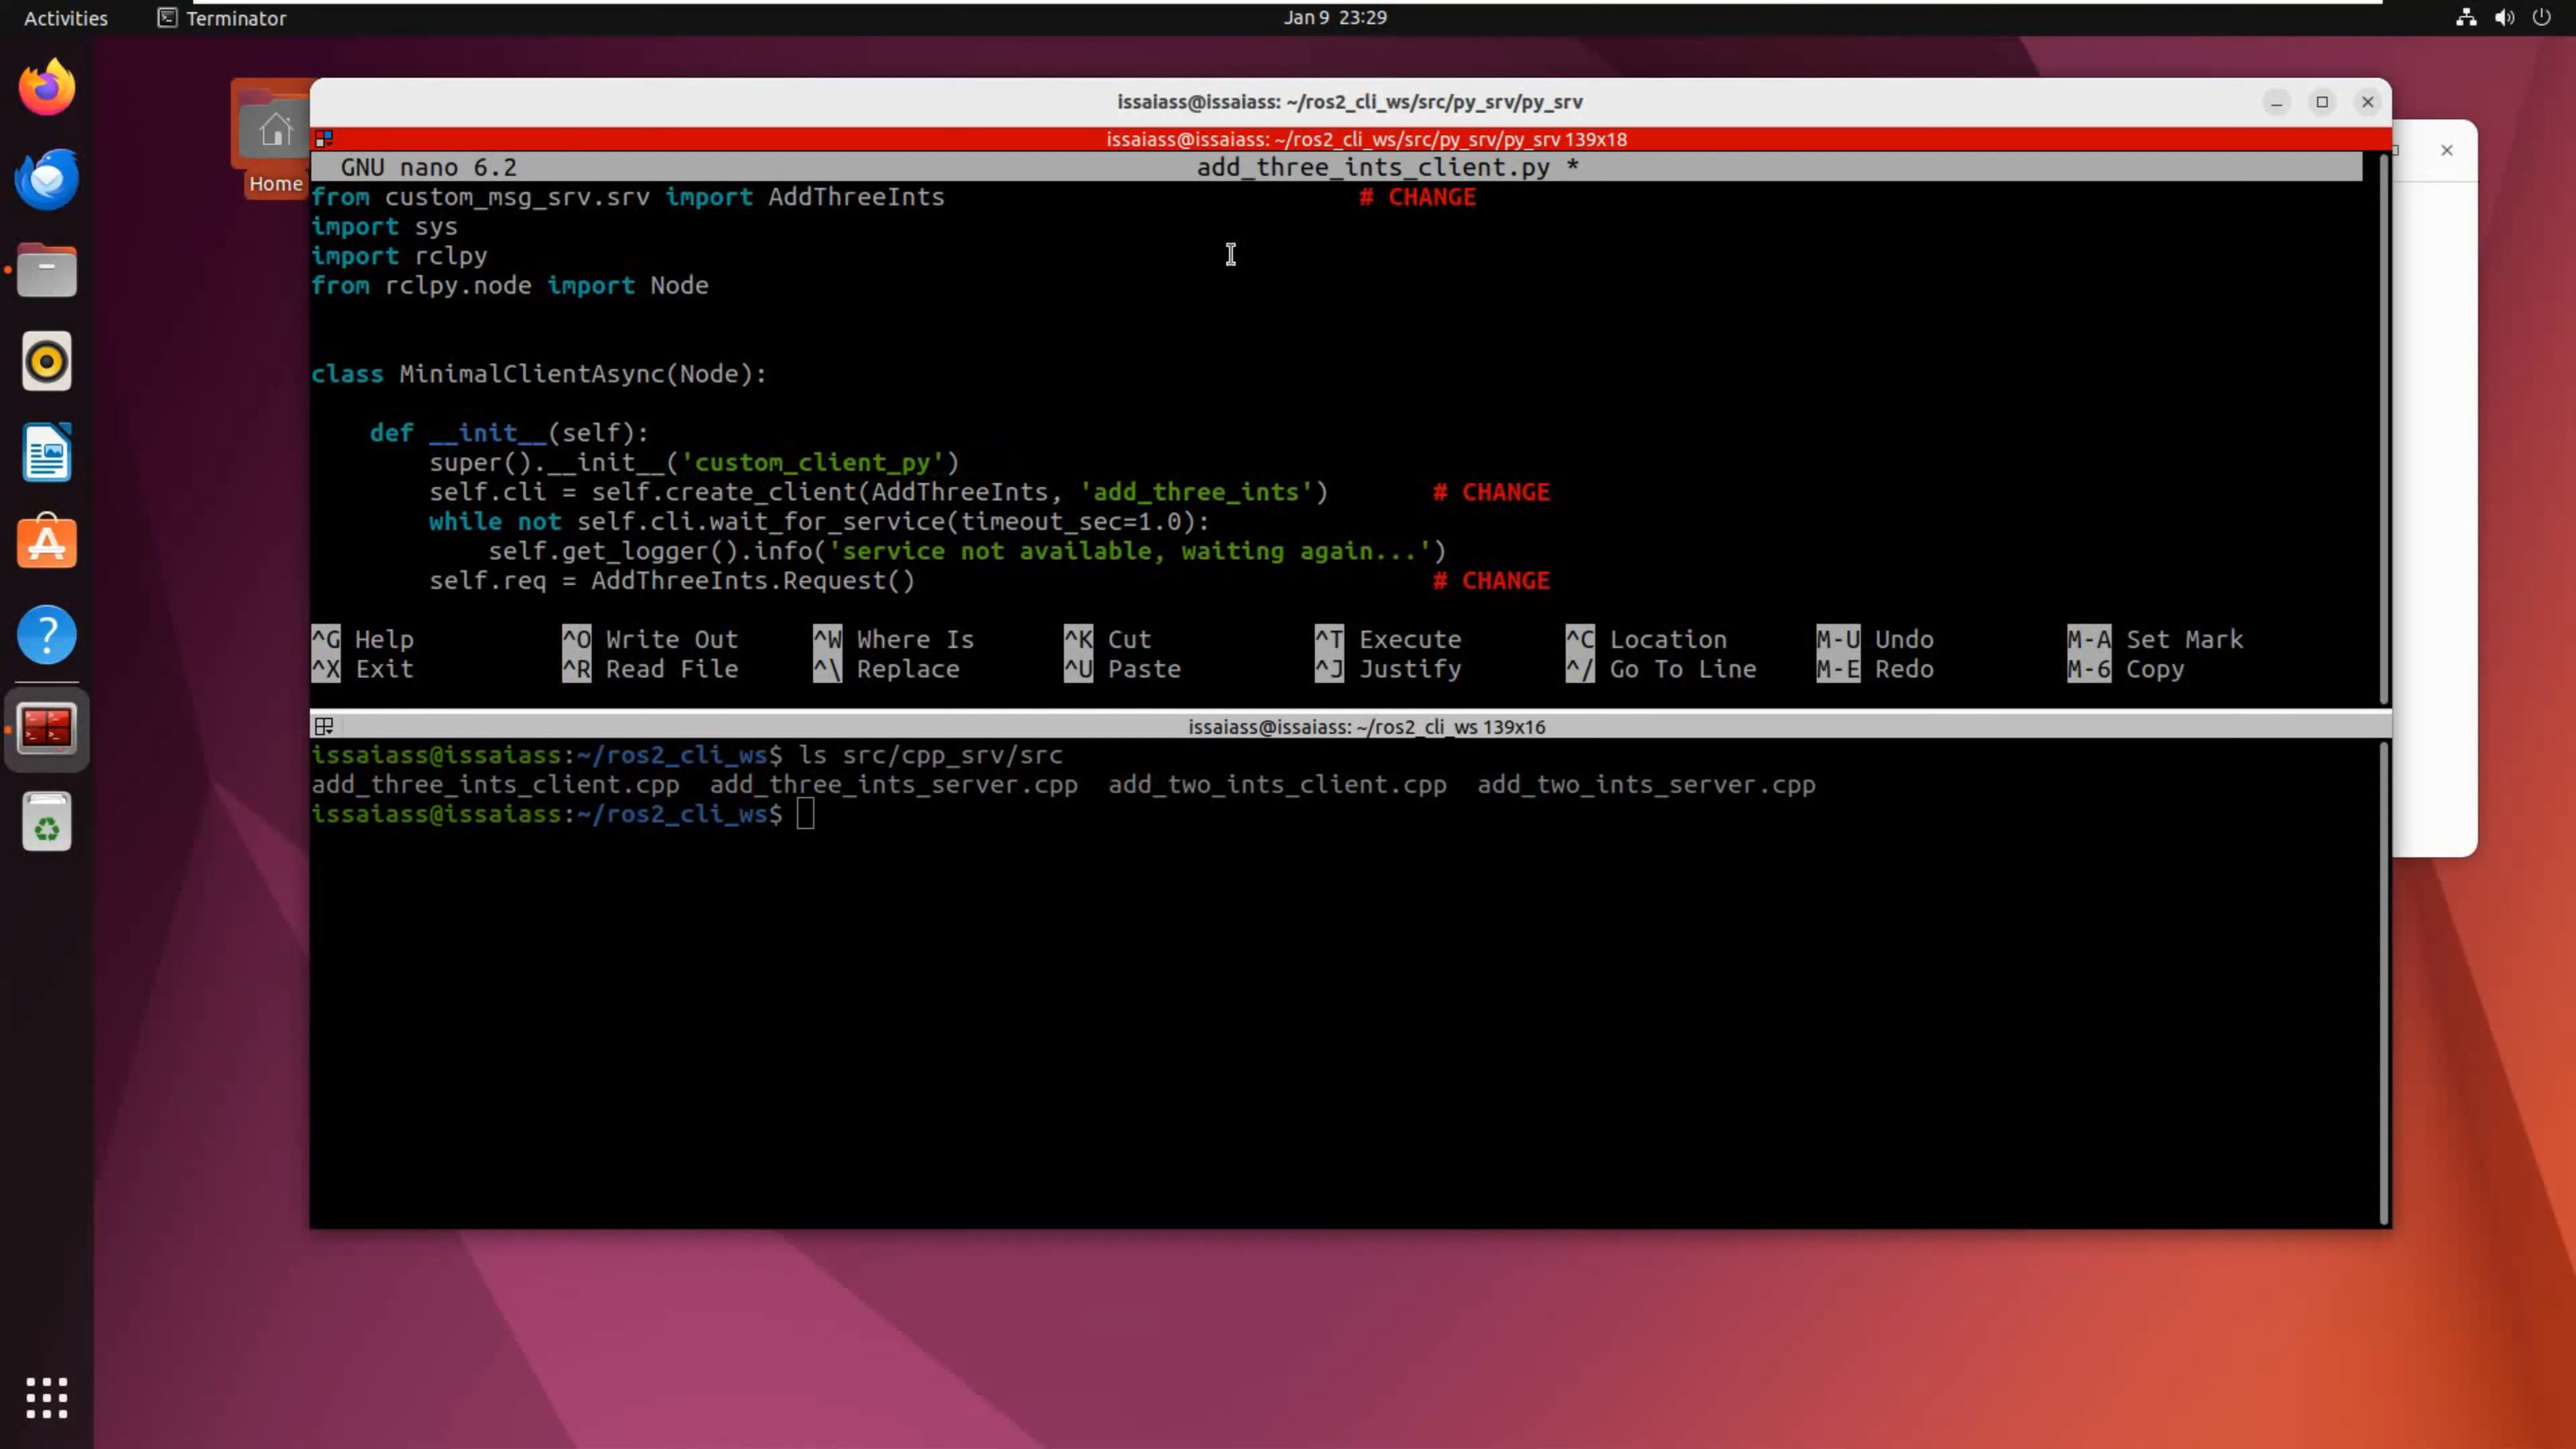 Activities Terminator Jan 9 23:29
Home
issaiass@issaiass: ~/ros2_cli_ws/src/py_srv/py_srv
issaiass@issaiass: ~/ros2_cli_ws/src/py_srv/py_srv 139x18
GNU nano 6.2 add_three_ints_client.py *
from custom_msg_srv.srv import AddThreeInts # CHANGE
import sys
import rclpy
from rclpy.node import Node
class MinimalClientAsync(Node):
def __init__(self):
super().__init__('custom_client_py')
self.cli = self.create_client(AddThreeInts, 'add_three_ints') # CHANGE
while not self.cli.wait_for_service(timeout_sec=1.0):
self.get_logger().info('service not available, waiting again...')
self.req = AddThreeInts.Request() # CHANGE
^G Help ^O Write Out ^W Where Is ^K Cut ^T Execute ^C Location M-U Undo M-A Set Mark
^X Exit ^R Read File ^\ Replace ^U Paste ^J Justify ^/ Go To Line M-E Redo M-6 Copy
issaiass@issaiass: ~/ros2_cli_ws 139x16
issaiass@issaiass:~/ros2_cli_ws$ ls src/cpp_srv/src
add_three_ints_client.cpp add_three_ints_server.cpp add_two_ints_client.cpp add_two_ints_server.cpp
issaiass@issaiass:~/ros2_cli_ws$